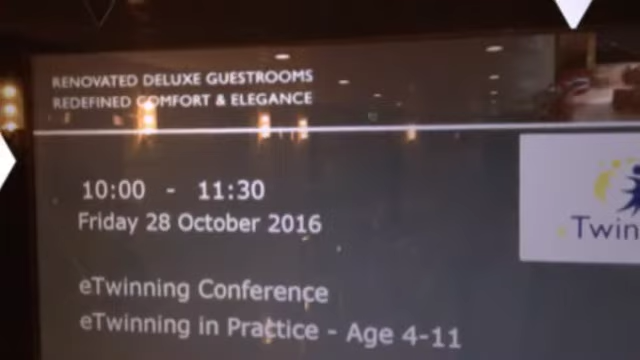 RENOVATED DELUXE GUESTROOMS
REDEFINED COMFORT & ELEGANCE
10:00 - 11:30
Friday 28 October 2016
eTwinning Conference
eTwinning in Practice - Age 4-11